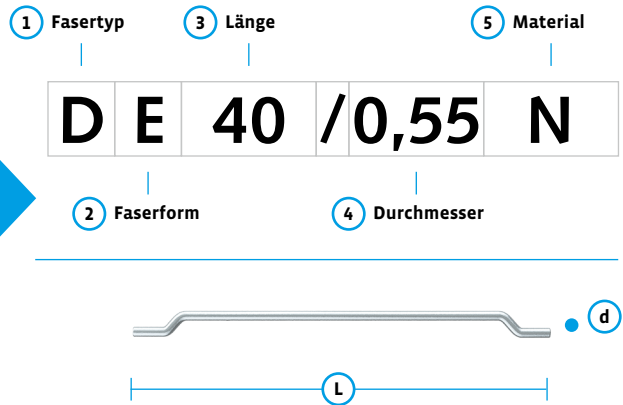 1 Fasertyp 3 Länge 5 Material
D E 40 /0,55 N
2 Faserform 4 Durchmesser
d
L